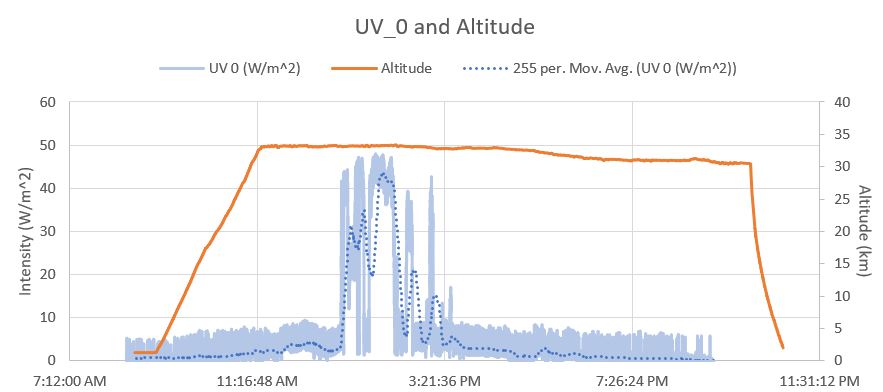 UV_0 and Altitude
UV 0 (W/m^2) Altitude 255 per. Mov. Avg. (UV 0 (W/m^2))
60 40
50 35
40 30
30 25
20 20
10 15
0 10
5
0
Intensity (W/m^2)
Altitude (km)
7:12:00 AM 11:16:48 AM 3:21:36 PM 7:26:24 PM 11:31:12 PM